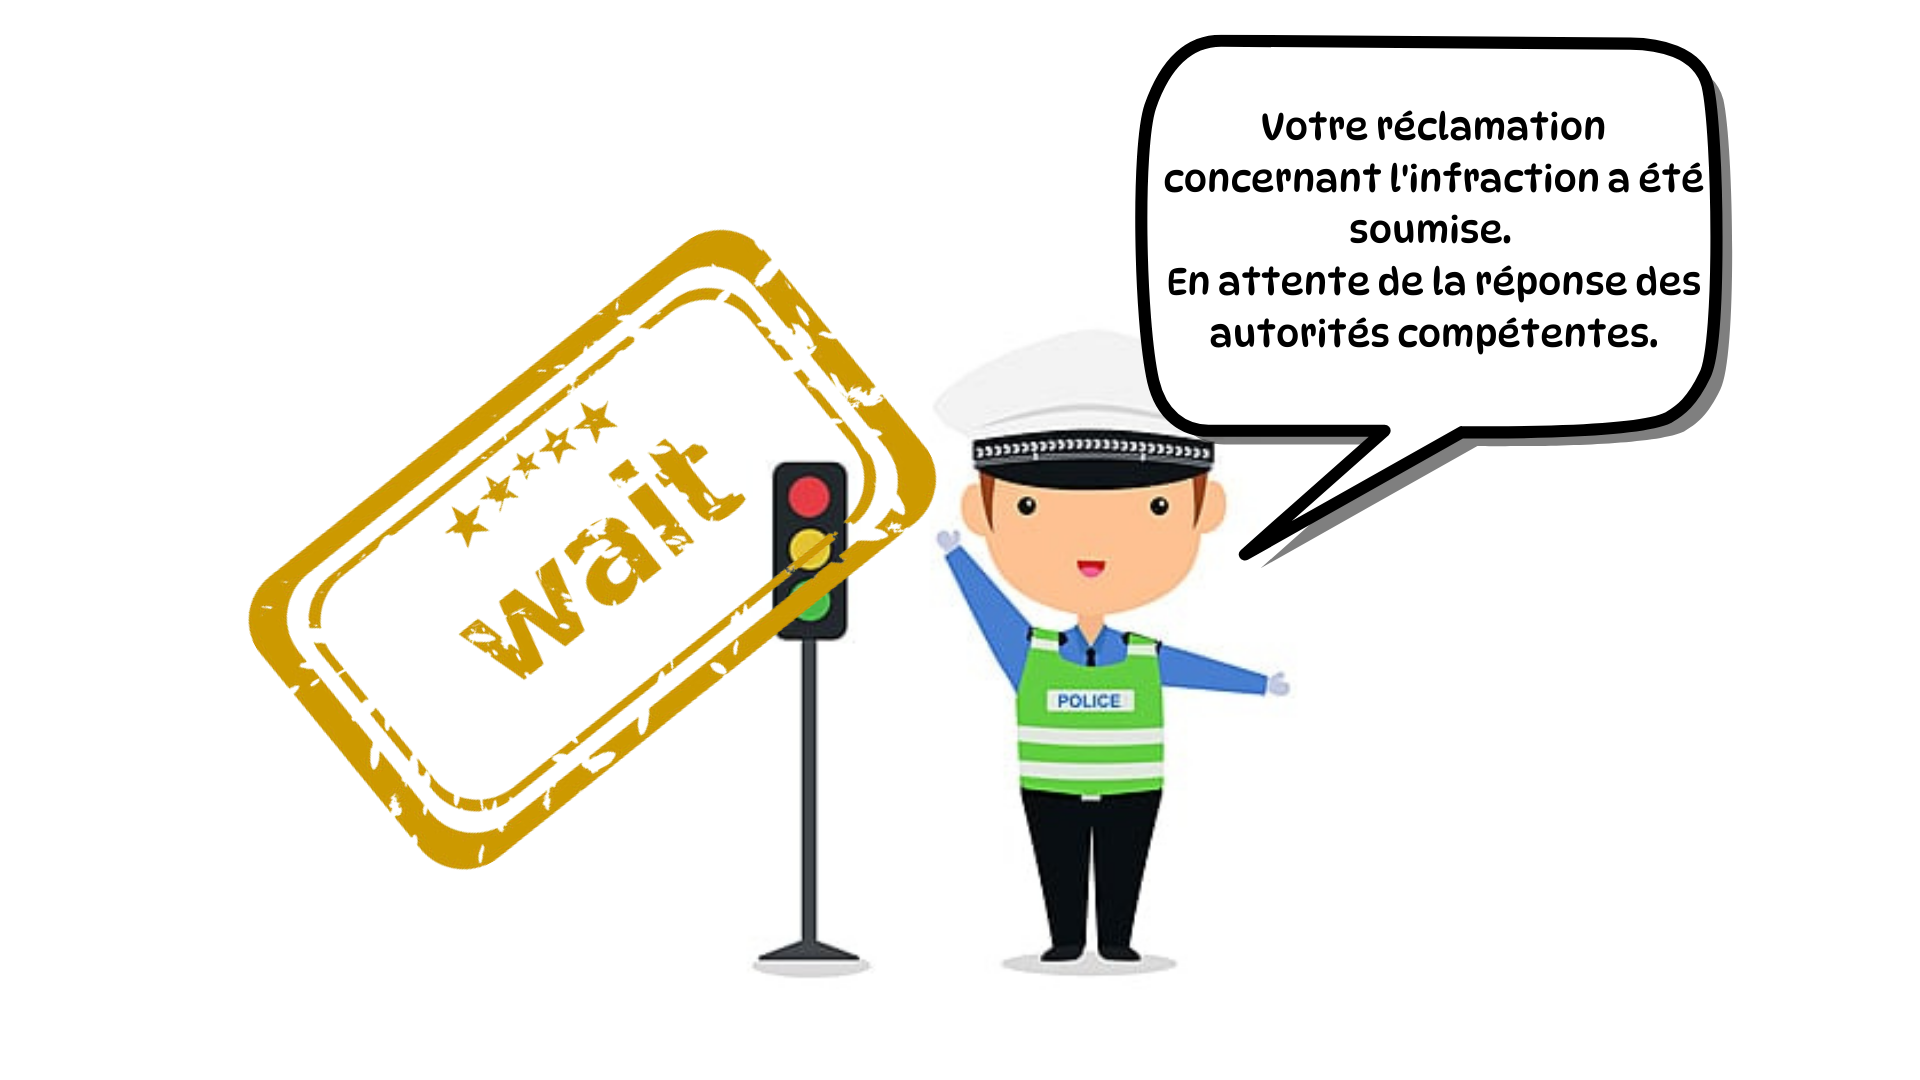 Votre réclamation
concernant l'infraction a été
soumise.
En attente de la réponse des
autorités compétentes.
wait
POLICE